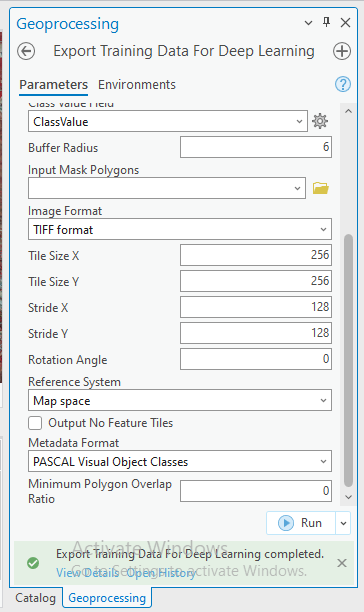 Geoprocessing
Export Training Data For Deep Learning
Parameters Environments
Class Value Field
ClassValue
Buffer Radius 6
Input Mask Polygons
Image Format
TIFF format
Tile Size X 256
Tile Size Y 256
Stride X 128
Stride Y 128
Rotation Angle 0
Reference System
Map space
Output No Feature Tiles
Metadata Format
PASCAL Visual Object Classes
Minimum Polygon Overlap
Ratio 0
Run
Activate Windows
Export Training Data For Deep Learning completed.
Go to Settings to activate Windows.
View Details Open History
Catalog Geoprocessing